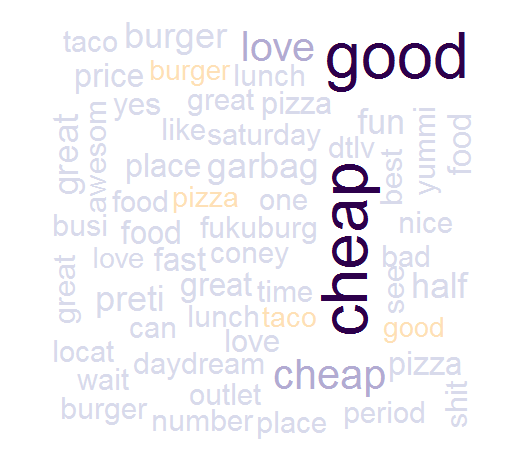 taco burger love good
price burger lunch
yes great pizza fun
great awesom like saturday dtlv best yummi food
place garbag
food pizza one
busi food fukuburg cheap nice
love fast coney bad
great preti great time see half
can lunch taco good
locat love
daydream cheap pizza
wait outlet
burger number place period shit